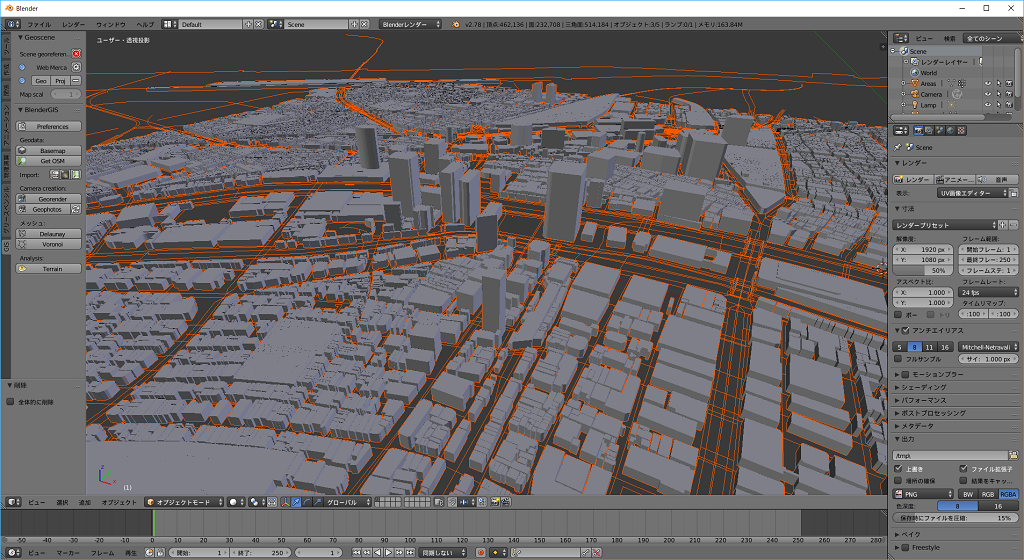 Blender
ファイル レンダー ウィンドウ ヘルプ Default Scene Blenderレンダー v2.78 | 頂点:462,136 | 面:232,708 | 三角面:514,184 | オブジェクト:3/5 | ランプ:0/1 | メモリ:163.84M
Geoscene
Scene georeferen..
Web Merca
Geo Proj
Map scal 1
BlenderGIS
Preferences
Geodata:
Basemap
Get OSM
Import:
Camera creation:
Georender
Geophotos
メッシュ:
Delaunay
Voronoi
Analysis:
Terrain
GIS
削除
全体的に削除
ユーザー・透視投影
(1)
ビュー 選択 追加 オブジェクト オブジェクトモード グローバル
ビュー 検索 全てのシーン
Scene
レンダーレイヤー
World
Areas
Camera
Lamp
Scene
レンダー
レンダー アニメー.. 音声
表示: UV/画像エディター
寸法
レンダープリセット
解像度: フレーム範囲:
X: 1920 px 開始フレーム: 1
Y: 1080 px 最終フレー: 250
50% フレームステ: 1
アスペクト比: フレームレート:
X: 1.000 24 fps
Y: 1.000 タイムリマップ:
ボー トリ :100 :100
アンチエイリアス
5 8 11 16 Mitchell-Netravali
フルサンプル サイ: 1.000 px
モーションブラー
シェーディング
パフォーマンス
ポストプロセッシング
メタデータ
出力
/tmp\
上書き ファイル拡張子
場所の確保 結果をキャッ..
PNG BW RGB RGBA
色深度: 8 16
保存時にファイルを圧縮: 15%
ベイク
Freestyle
-50 -40 -30 -20 -10 0 10 20 30 40 50 60 70 80 90 100 110 120 130 140 150 160 170 180 190 200 210 220 230 240 250 260 270 280
ビュー マーカー フレーム 再生 開始: 1 終了: 250 1 同期しない